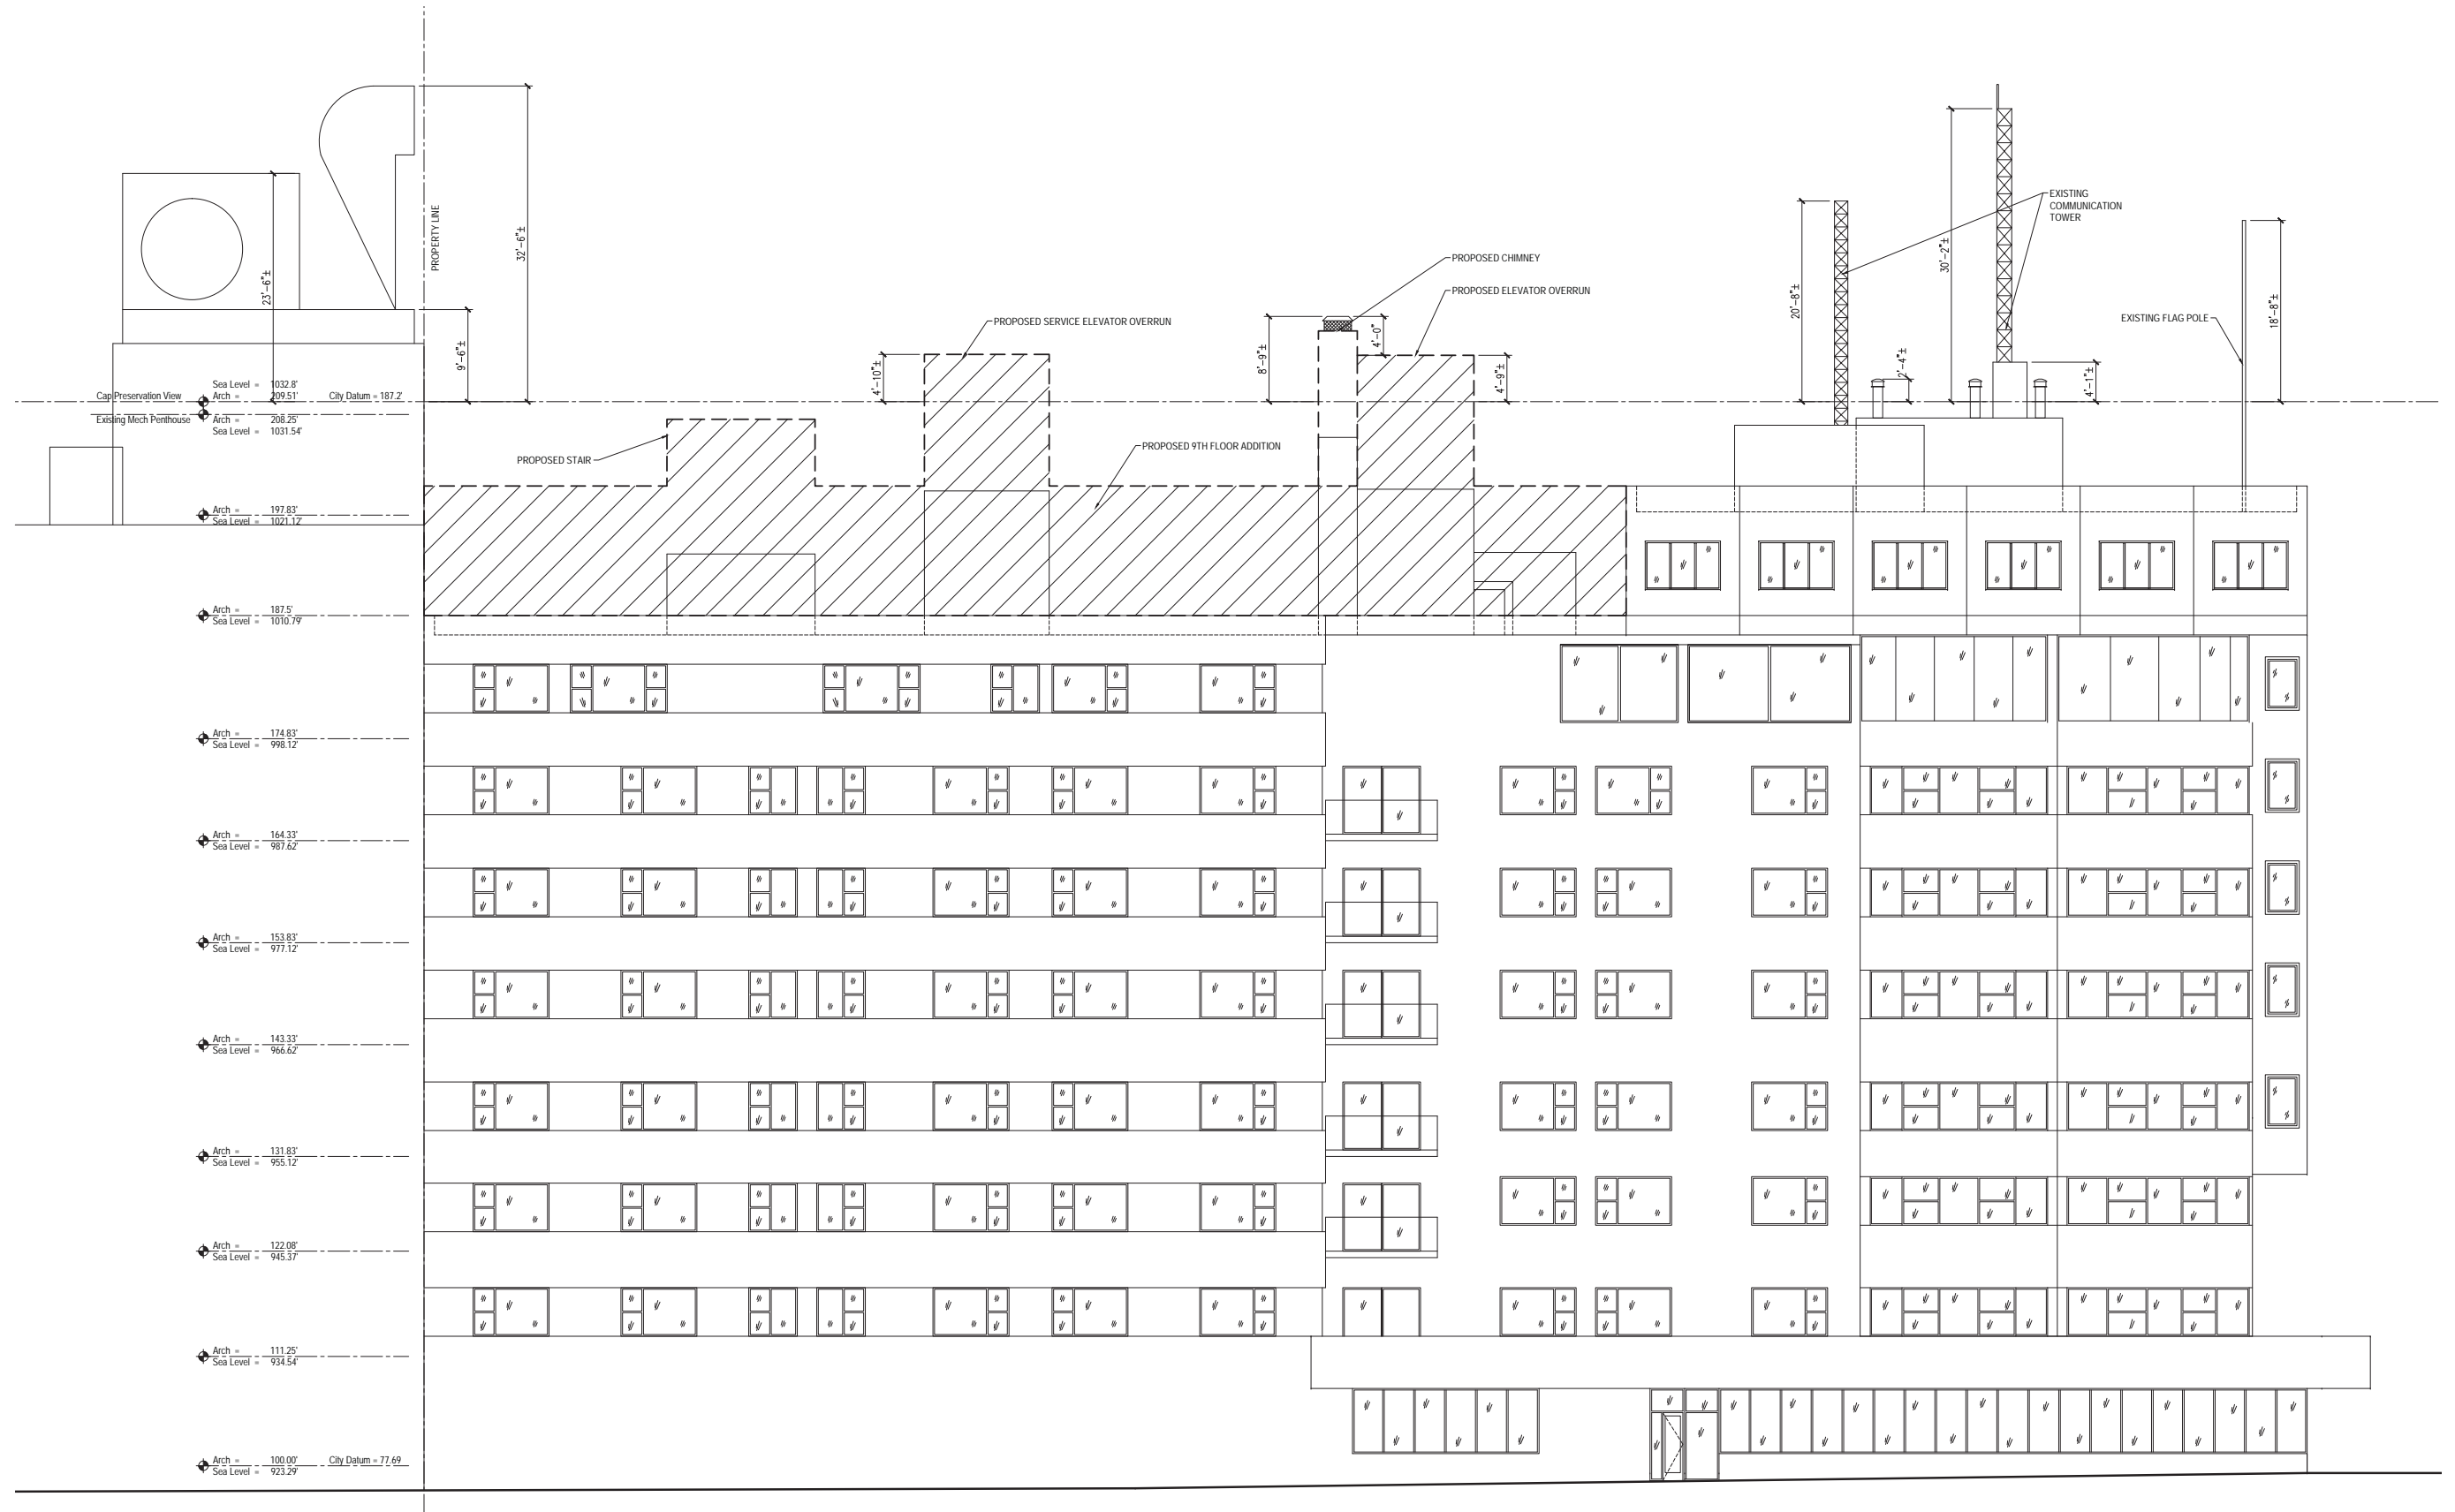 32'-6"±
EXISTING
COMMUNICATION
TOWER
PROPERTY LINE
30'-2"±
23'-6"±
PROPOSED CHIMNEY
PROPOSED ELEVATOR OVERRUN
20'-8"±
18'-8"±
PROPOSED SERVICE ELEVATOR OVERRUN
EXISTING FLAG POLE
9'-6"±
4'-10"±
8'-9"±
4'-0"
4'-9"±
2'-4"±
4'-1"±
Sea Level = 1032.8'
Cap Preservation View Arch = 209.51' City Datum = 187.2'
Existing Mech Penthouse Arch = 208.25'
Sea Level = 1031.54'
PROPOSED STAIR
PROPOSED 9TH FLOOR ADDITION
Arch = 197.83'
Sea Level = 1021.12'
Arch = 187.5'
Sea Level = 1010.79'
Arch = 174.83'
Sea Level = 998.12'
Arch = 164.33'
Sea Level = 987.62'
Arch = 153.83'
Sea Level = 977.12'
Arch = 143.33'
Sea Level = 966.62'
Arch = 131.83'
Sea Level = 955.12'
Arch = 122.08'
Sea Level = 945.37'
Arch = 111.25'
Sea Level = 934.54'
Arch = 100.00' City Datum = 77.69
Sea Level = 923.29'